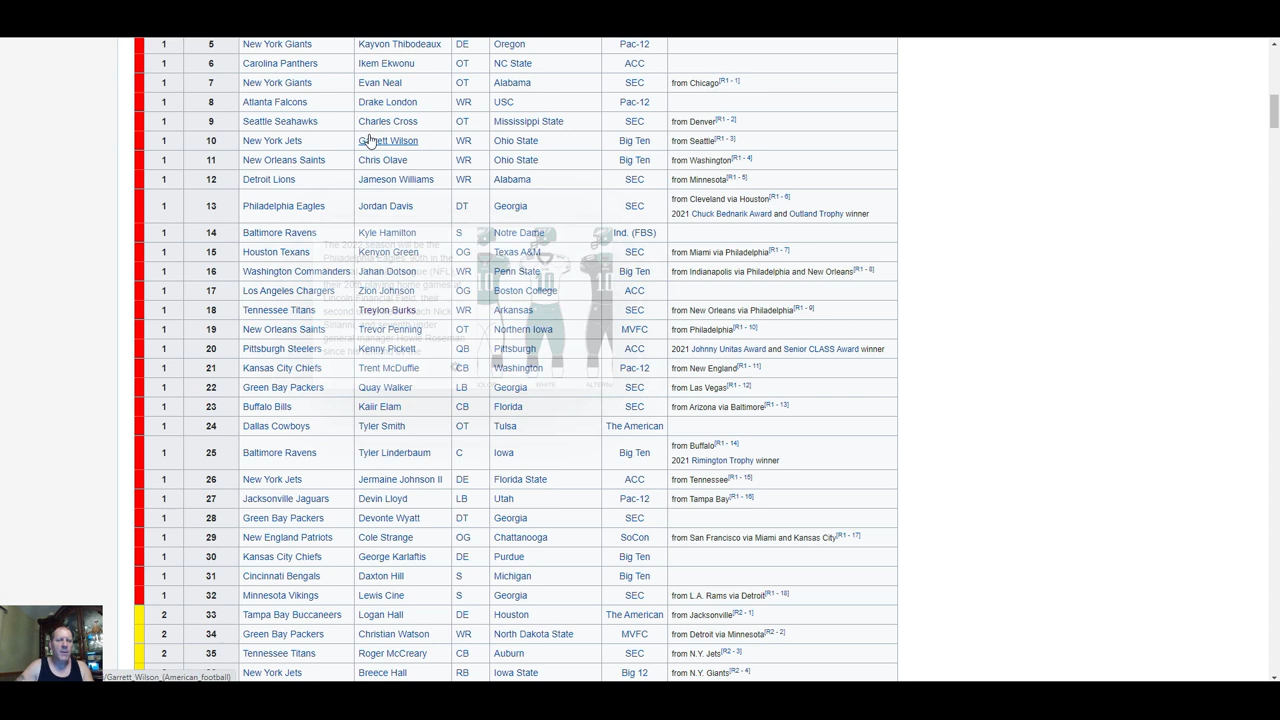 1 5 New York Giants Kayvon Thibodeaux DE Oregon Pac-12
1 6 Carolina Panthers Ikem Ekwonu OT NC State ACC
1 7 New York Giants Evan Neal OT Alabama SEC from Chicago[R1 - 1]
1 8 Atlanta Falcons Drake London WR USC Pac-12
1 9 Seattle Seahawks Charles Cross OT Mississippi State SEC from Denver[R1 - 2]
1 10 New York Jets Garrett Wilson WR Ohio State Big Ten from Seattle[R1 - 3]
1 11 New Orleans Saints Chris Olave WR Ohio State Big Ten from Washington[R1 - 4]
1 12 Detroit Lions Jameson Williams WR Alabama SEC from Minnesota[R1 - 5]
1 13 Philadelphia Eagles Jordan Davis DT Georgia SEC from Cleveland via Houston[R1 - 6]
2021 Chuck Bednarik Award and Outland Trophy winner
1 14 Baltimore Ravens Kyle Hamilton S Notre Dame Ind. (FBS)
1 15 Houston Texans Kenyon Green OG Texas A&M SEC from Miami via Philadelphia[R1 - 7]
1 16 Washington Commanders Jahan Dotson WR Penn State Big Ten from Indianapolis via Philadelphia and New Orleans[R1 - 8]
1 17 Los Angeles Chargers Zion Johnson OG Boston College ACC
1 18 Tennessee Titans Treylon Burks WR Arkansas SEC from New Orleans via Philadelphia[R1 - 9]
1 19 New Orleans Saints Trevor Penning OT Northern Iowa MVFC from Philadelphia[R1 - 10]
1 20 Pittsburgh Steelers Kenny Pickett QB Pittsburgh ACC 2021 Johnny Unitas Award and Senior CLASS Award winner
1 21 Kansas City Chiefs Trent McDuffie CB Washington Pac-12 from New England[R1 - 11]
1 22 Green Bay Packers Quay Walker LB Georgia SEC from Las Vegas[R1 - 12]
1 23 Buffalo Bills Kaiir Elam CB Florida SEC from Arizona via Baltimore[R1 - 13]
1 24 Dallas Cowboys Tyler Smith OT Tulsa The American
1 25 Baltimore Ravens Tyler Linderbaum C Iowa Big Ten from Buffalo[R1 - 14]
2021 Rimington Trophy winner
1 26 New York Jets Jermaine Johnson II DE Florida State ACC from Tennessee[R1 - 15]
1 27 Jacksonville Jaguars Devin Lloyd LB Utah Pac-12 from Tampa Bay[R1 - 16]
1 28 Green Bay Packers Devonte Wyatt DT Georgia SEC
1 29 New England Patriots Cole Strange OG Chattanooga SoCon from San Francisco via Miami and Kansas City[R1 - 17]
1 30 Kansas City Chiefs George Karlaftis DE Purdue Big Ten
1 31 Cincinnati Bengals Daxton Hill S Michigan Big Ten
1 32 Minnesota Vikings Lewis Cine S Georgia SEC from L.A. Rams via Detroit[R1 - 18]
2 33 Tampa Bay Buccaneers Logan Hall DE Houston The American from Jacksonville[R2 - 1]
2 34 Green Bay Packers Christian Watson WR North Dakota State MVFC from Detroit via Minnesota[R2 - 2]
2 35 Tennessee Titans Roger McCreary CB Auburn SEC from N.Y. Jets[R2 - 3]
2 36 New York Jets Breece Hall RB Iowa State Big 12 from N.Y. Giants[R2 - 4]
/Garrett_Wilson_(American_football)